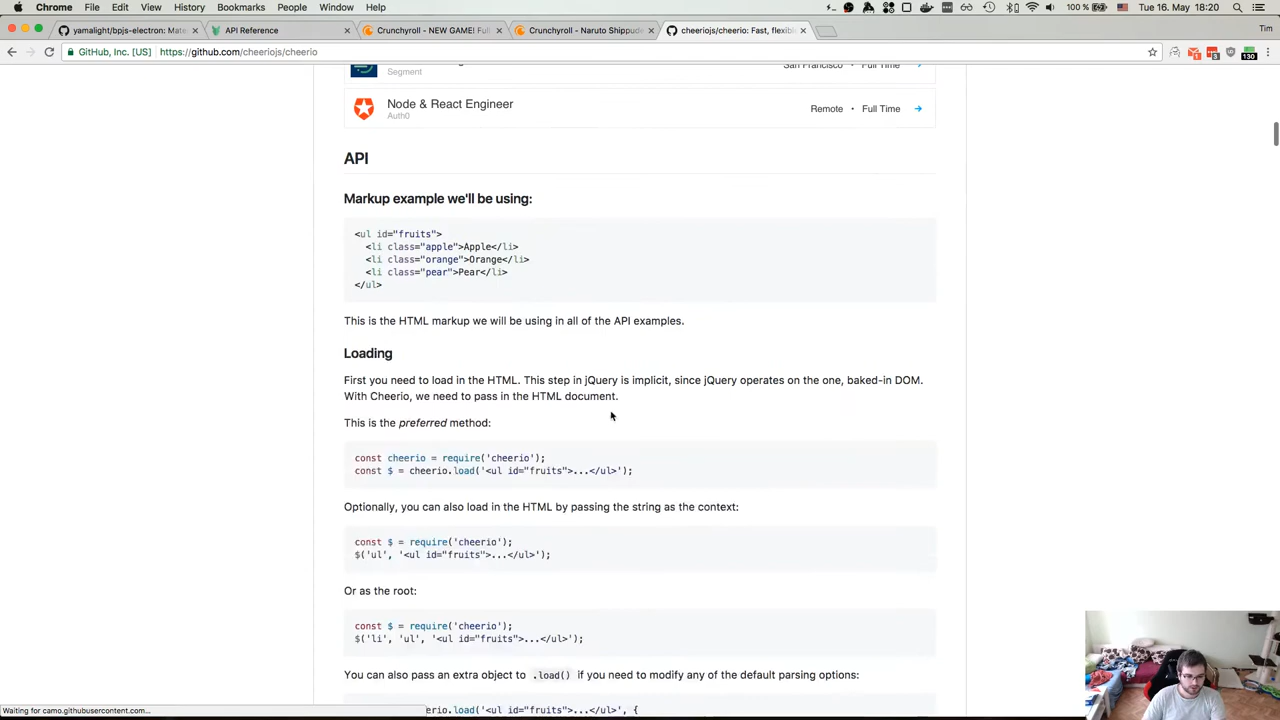 Chrome File Edit View History Bookmarks People Window Help 100 % Tue 16. May 18:20
yamalight/bpjs-electron: Mate API Reference Crunchyroll - NEW GAME! Full Crunchyroll - Naruto Shippude cheeriojs/cheerio: Fast, flexible Tim
GitHub, Inc. [US] https://github.com/cheeriojs/cheerio 1 3 130
San Francisco • Full Time
Segment
Node & React Engineer
Remote • Full Time
Auth0
API
Markup example we'll be using:
<ul id="fruits">
<li class="apple">Apple</li>
<li class="orange">Orange</li>
<li class="pear">Pear</li>
</ul>
This is the HTML markup we will be using in all of the API examples.
Loading
First you need to load in the HTML. This step in jQuery is implicit, since jQuery operates on the one, baked-in DOM.
With Cheerio, we need to pass in the HTML document.
This is the preferred method:
const cheerio = require('cheerio');
const $ = cheerio.load('<ul id="fruits">...</ul>');
Optionally, you can also load in the HTML by passing the string as the context:
const $ = require('cheerio');
$('ul', '<ul id="fruits">...</ul>');
Or as the root:
const $ = require('cheerio');
$('li', 'ul', '<ul id="fruits">...</ul>');
You can also pass an extra object to .load() if you need to modify any of the default parsing options:
erio.load('<ul id="fruits">...</ul>', {
Waiting for camo.githubusercontent.com...